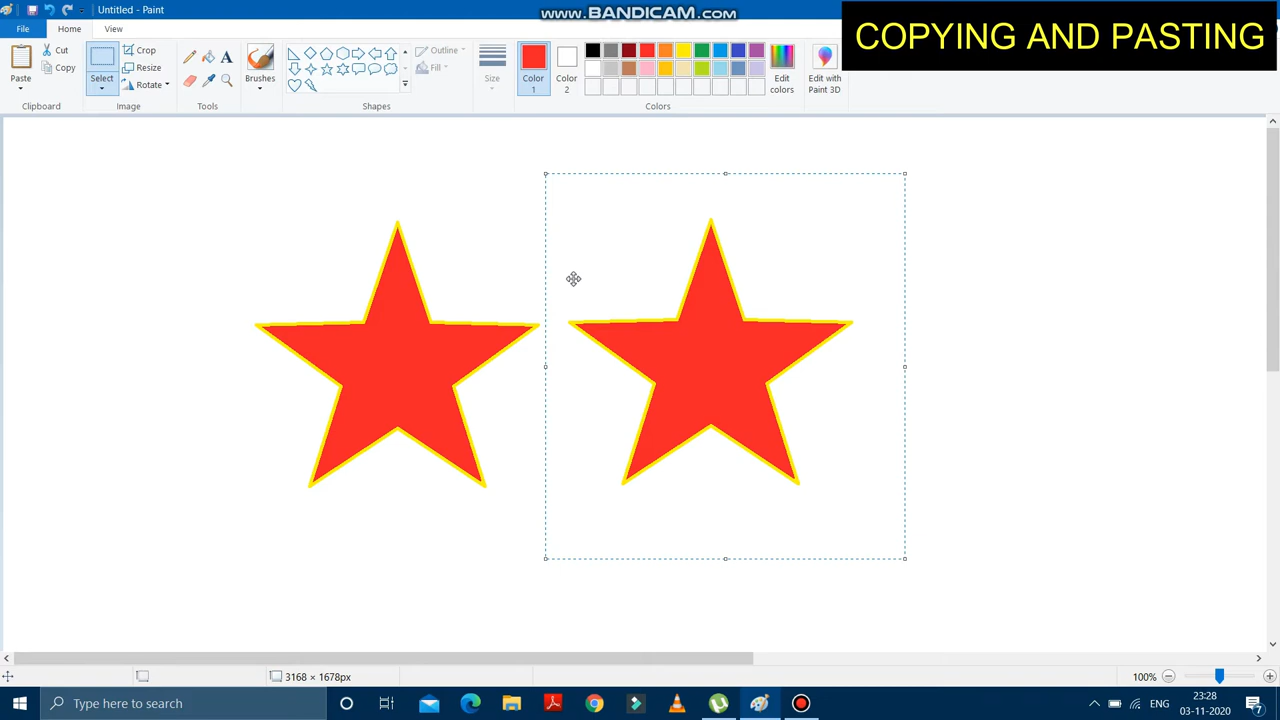 Untitled - Paint
www.BANDICAM.com
COPYING AND PASTING
File
Home
View
Paste
Cut
Copy
Clipboard
Select
Crop
Resize
Rotate
Image
Tools
Brushes
Shapes
Outline
Fill
Size
Color 1
Color 2
Colors
Edit colors
Edit with Paint 3D
3168 × 1678px
100%
Type here to search
ENG
23:28
03-11-2020
7